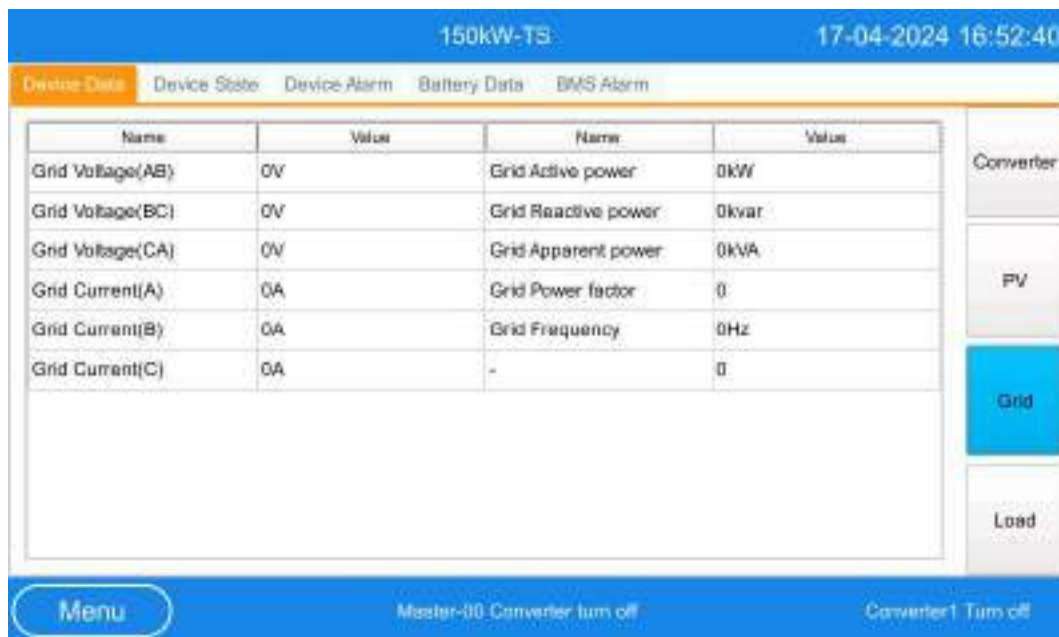 150kW-TS 17-04-2024 16:52:40
Device Data Device State Device Alarm Battery Data BMS Alarm
Name Value Name Value
Grid Voltage(AB) 0V Grid Active power 0kW
Grid Voltage(BC) 0V Grid Reactive power 0kvar
Grid Voltage(CA) 0V Grid Apparent power 0kVA
Grid Current(A) 0A Grid Power factor 0
Grid Current(B) 0A Grid Frequency 0Hz
Grid Current(C) 0A - 0
Converter
PV
Grid
Load
Menu Master-00 Converter turn off Converter1 Turn off